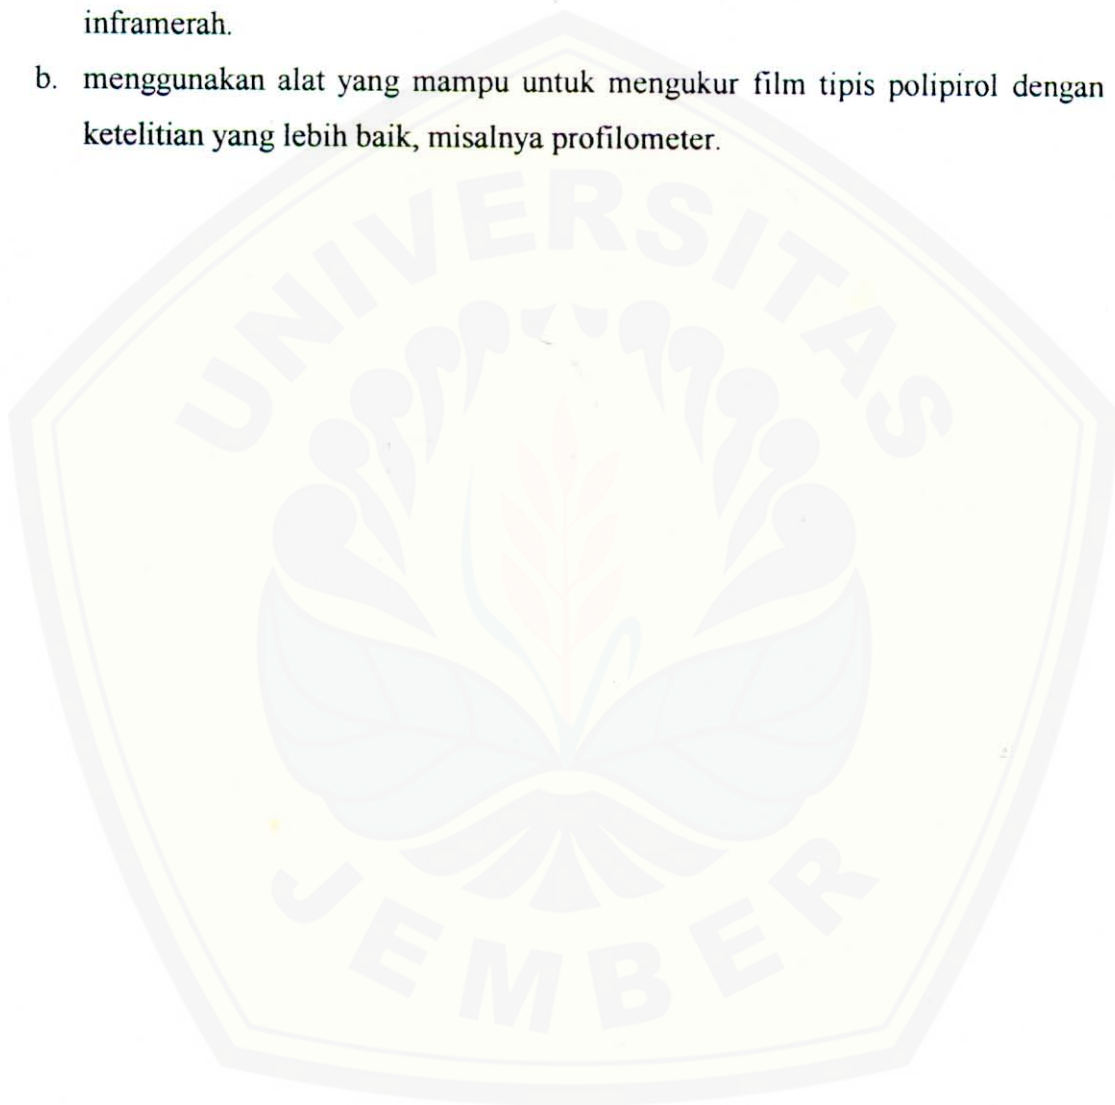 inframerah.
b. menggunakan alat yang mampu untuk mengukur film tipis polipirol dengan
ketelitian yang lebih baik, misalnya profilometer.
UNIVERSITAS
JEMBER